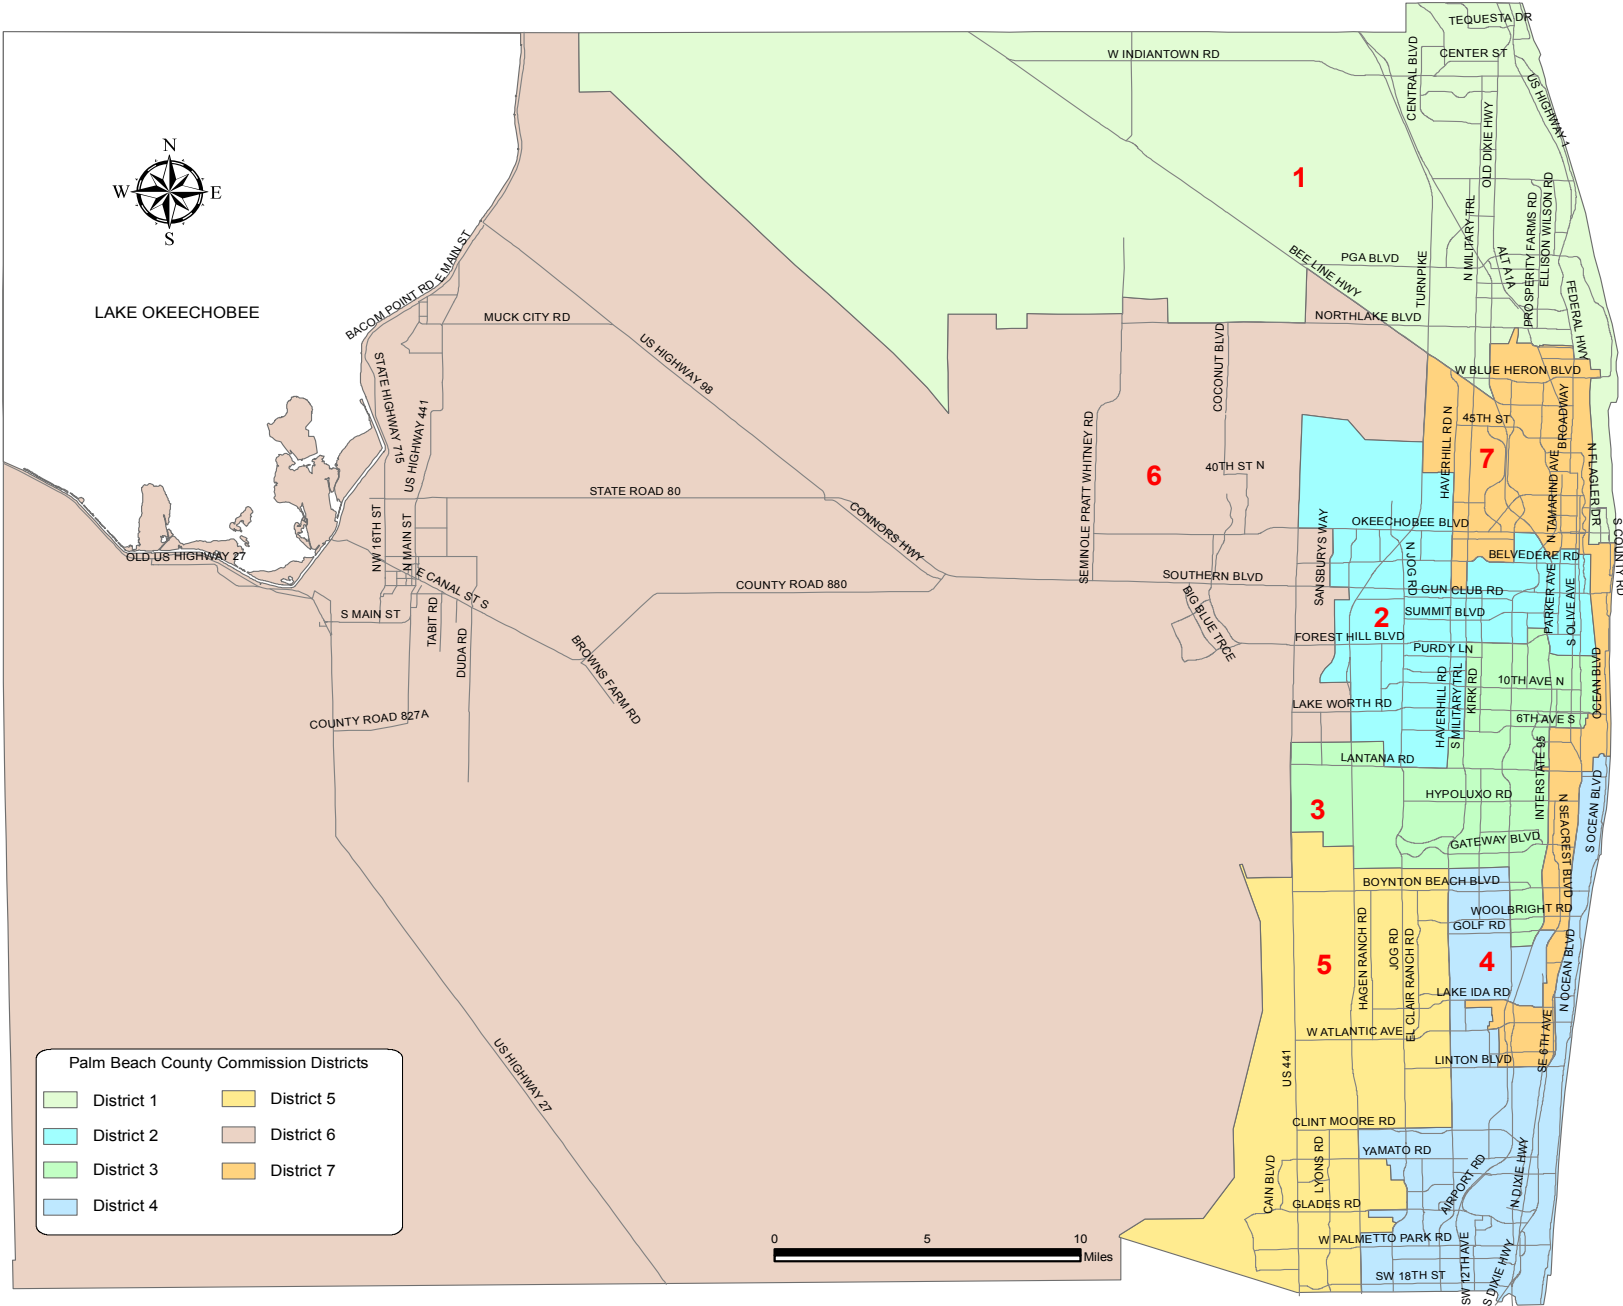 TEQUESTA DR
CENTER ST
W INDIANTOWN RD
CENTRAL BLVD
US HIGHWAY 1
OLD DIXIE HWY
N
W
E
S
1
N MILITARY TRL
PROSPERITY FARMS RD
ELLISON WILSON RD
ALT A1A
BEE LINE HWY
PGA BLVD
TURNPIKE
FEDERAL HWY
NORTHLAKE BLVD
LAKE OKEECHOBEE
BACOM POINT RD
E MAIN ST
MUCK CITY RD
US HIGHWAY 98
STATE HIGHWAY 715
US HIGHWAY 441
COCONUT BLVD
SEMINOLE PRATT WHITNEY RD
W BLUE HERON BLVD
45TH ST
BROADWAY
HAVERHILL RD N
7
N TAMARIND AVE
N FLAGLER DR
6
40TH ST N
STATE ROAD 80
CONNORS HWY
NW 16TH ST
N MAIN ST
OLD US HIGHWAY 27
E CANAL ST S
S MAIN ST
TABIT RD
DUDA RD
COUNTY ROAD 880
BROWNS FARM RD
COUNTY ROAD 827A
SOUTHERN BLVD
BIG BLUE TRCE
SANSBURYS WAY
OKEECHOBEE BLVD
N JOG RD
BELVEDERE RD
S COUNTY RD
GUN CLUB RD
SUMMIT BLVD
PARKER AVE
S OLIVE AVE
2
FOREST HILL BLVD
PURDY LN
10TH AVE N
OCEAN BLVD
HAVERHILL RD
S MILITARY TRL
KIRK RD
LAKE WORTH RD
6TH AVE S
INTERSTATE 95
LANTANA RD
3
HYPOLUXO RD
GATEWAY BLVD
N SEACREST BLVD
S OCEAN BLVD
BOYNTON BEACH BLVD
WOOLBRIGHT RD
GOLF RD
HAGEN RANCH RD
JOG RD
EL CLAIR RANCH RD
5
4
N OCEAN BLVD
LAKE IDA RD
W ATLANTIC AVE
SE 6TH AVE
LINTON BLVD
US 441
US HIGHWAY 27
CLINT MOORE RD
YAMATO RD
LYONS RD
CAIN BLVD
AIRPORT RD
N DIXIE HWY
GLADES RD
W PALMETTO PARK RD
SW 18TH ST
SW 12TH AVE
S DIXIE HWY
Palm Beach County Commission Districts
District 1
District 2
District 3
District 4
District 5
District 6
District 7
0 5 10
Miles